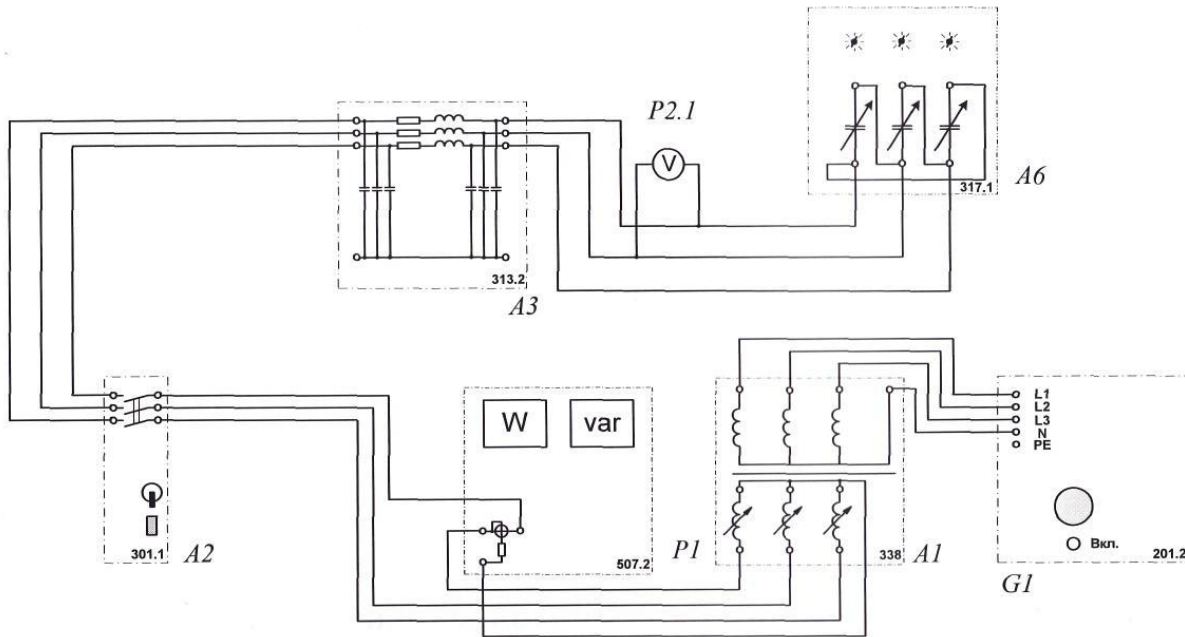 P2.1
V
317.1
A6
313.2
A3
W
var
L1
L2
L3
N
PE
301.1
A2
507.2
P1
338
A1
Вкл.
201.2
G1